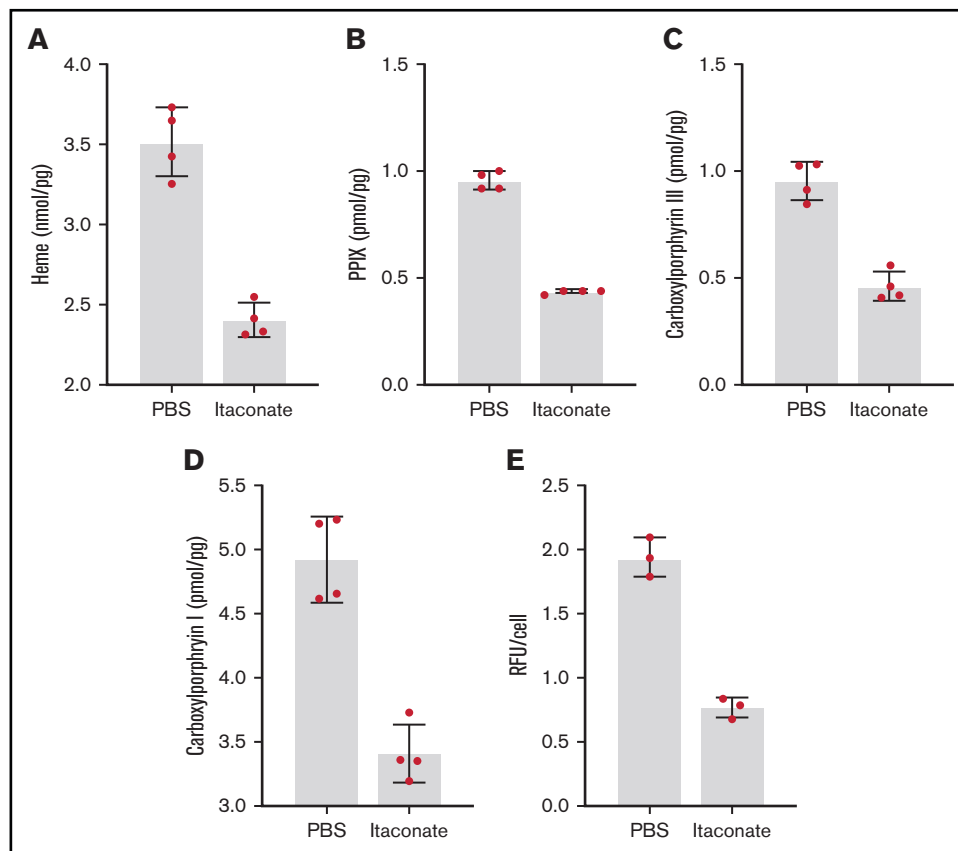 A
Heme (nmol/pg)
4.0
3.5
3.0
2.5
2.0
PBS Itaconate
B
PPIX (pmol/pg)
1.5
1.0
0.5
0.0
PBS Itaconate
C
Carboxylporphyrin III (pmol/pg)
1.5
1.0
0.5
0.0
PBS Itaconate
D
Carboxylporphryin I (pmol/pg)
5.5
5.0
4.5
4.0
3.5
3.0
PBS Itaconate
E
RFU/cell
2.5
2.0
1.5
1.0
0.5
0.0
PBS Itaconate